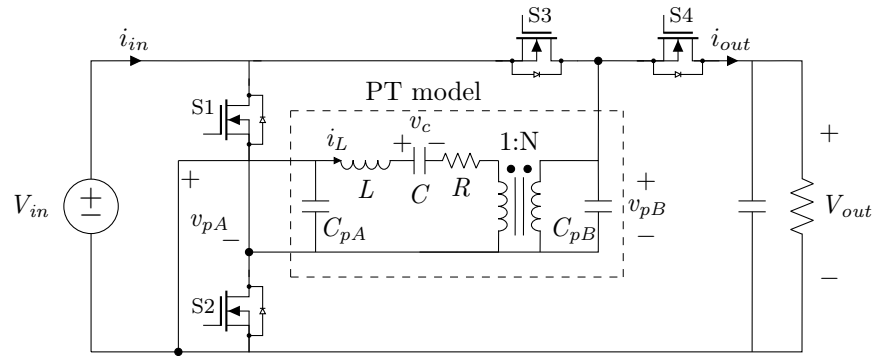 S3
S4
i_in
i_out
PT model
S1
v_c
i_L
+
−
1:N
+
L
C
R
+
+
V_in
+
−
v_pA
C_pA
C_pB
v_pB
V_out
−
−
S2
−